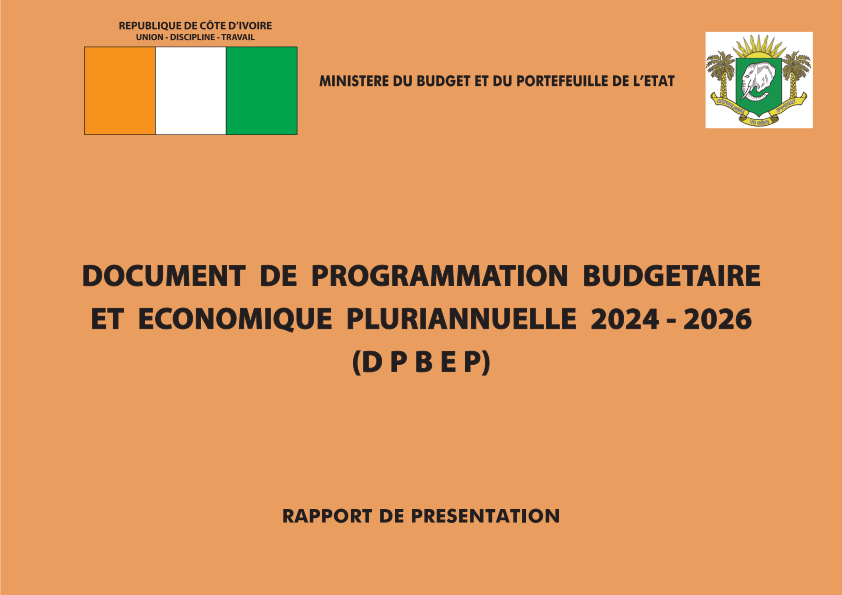 REPUBLIQUE DE CÔTE D'IVOIRE
UNION - DISCIPLINE - TRAVAIL
MINISTERE DU BUDGET ET DU PORTEFEUILLE DE L'ETAT
DOCUMENT DE PROGRAMMATION BUDGETAIRE
ET ECONOMIQUE PLURIANNUELLE 2024 - 2026
(D P B E P)
RAPPORT DE PRESENTATION